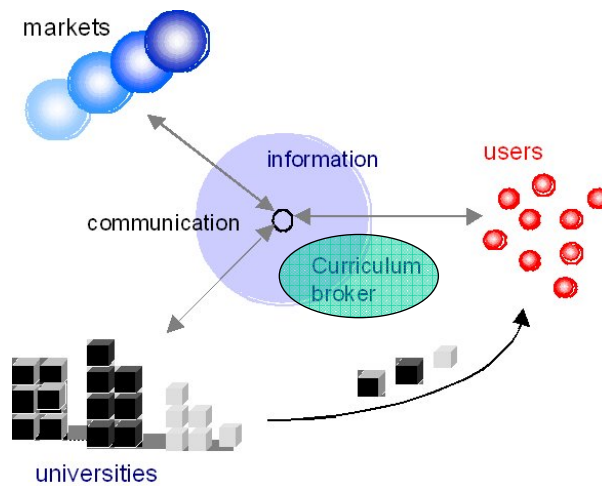 markets
information
users
communication
Curriculum
broker
universities